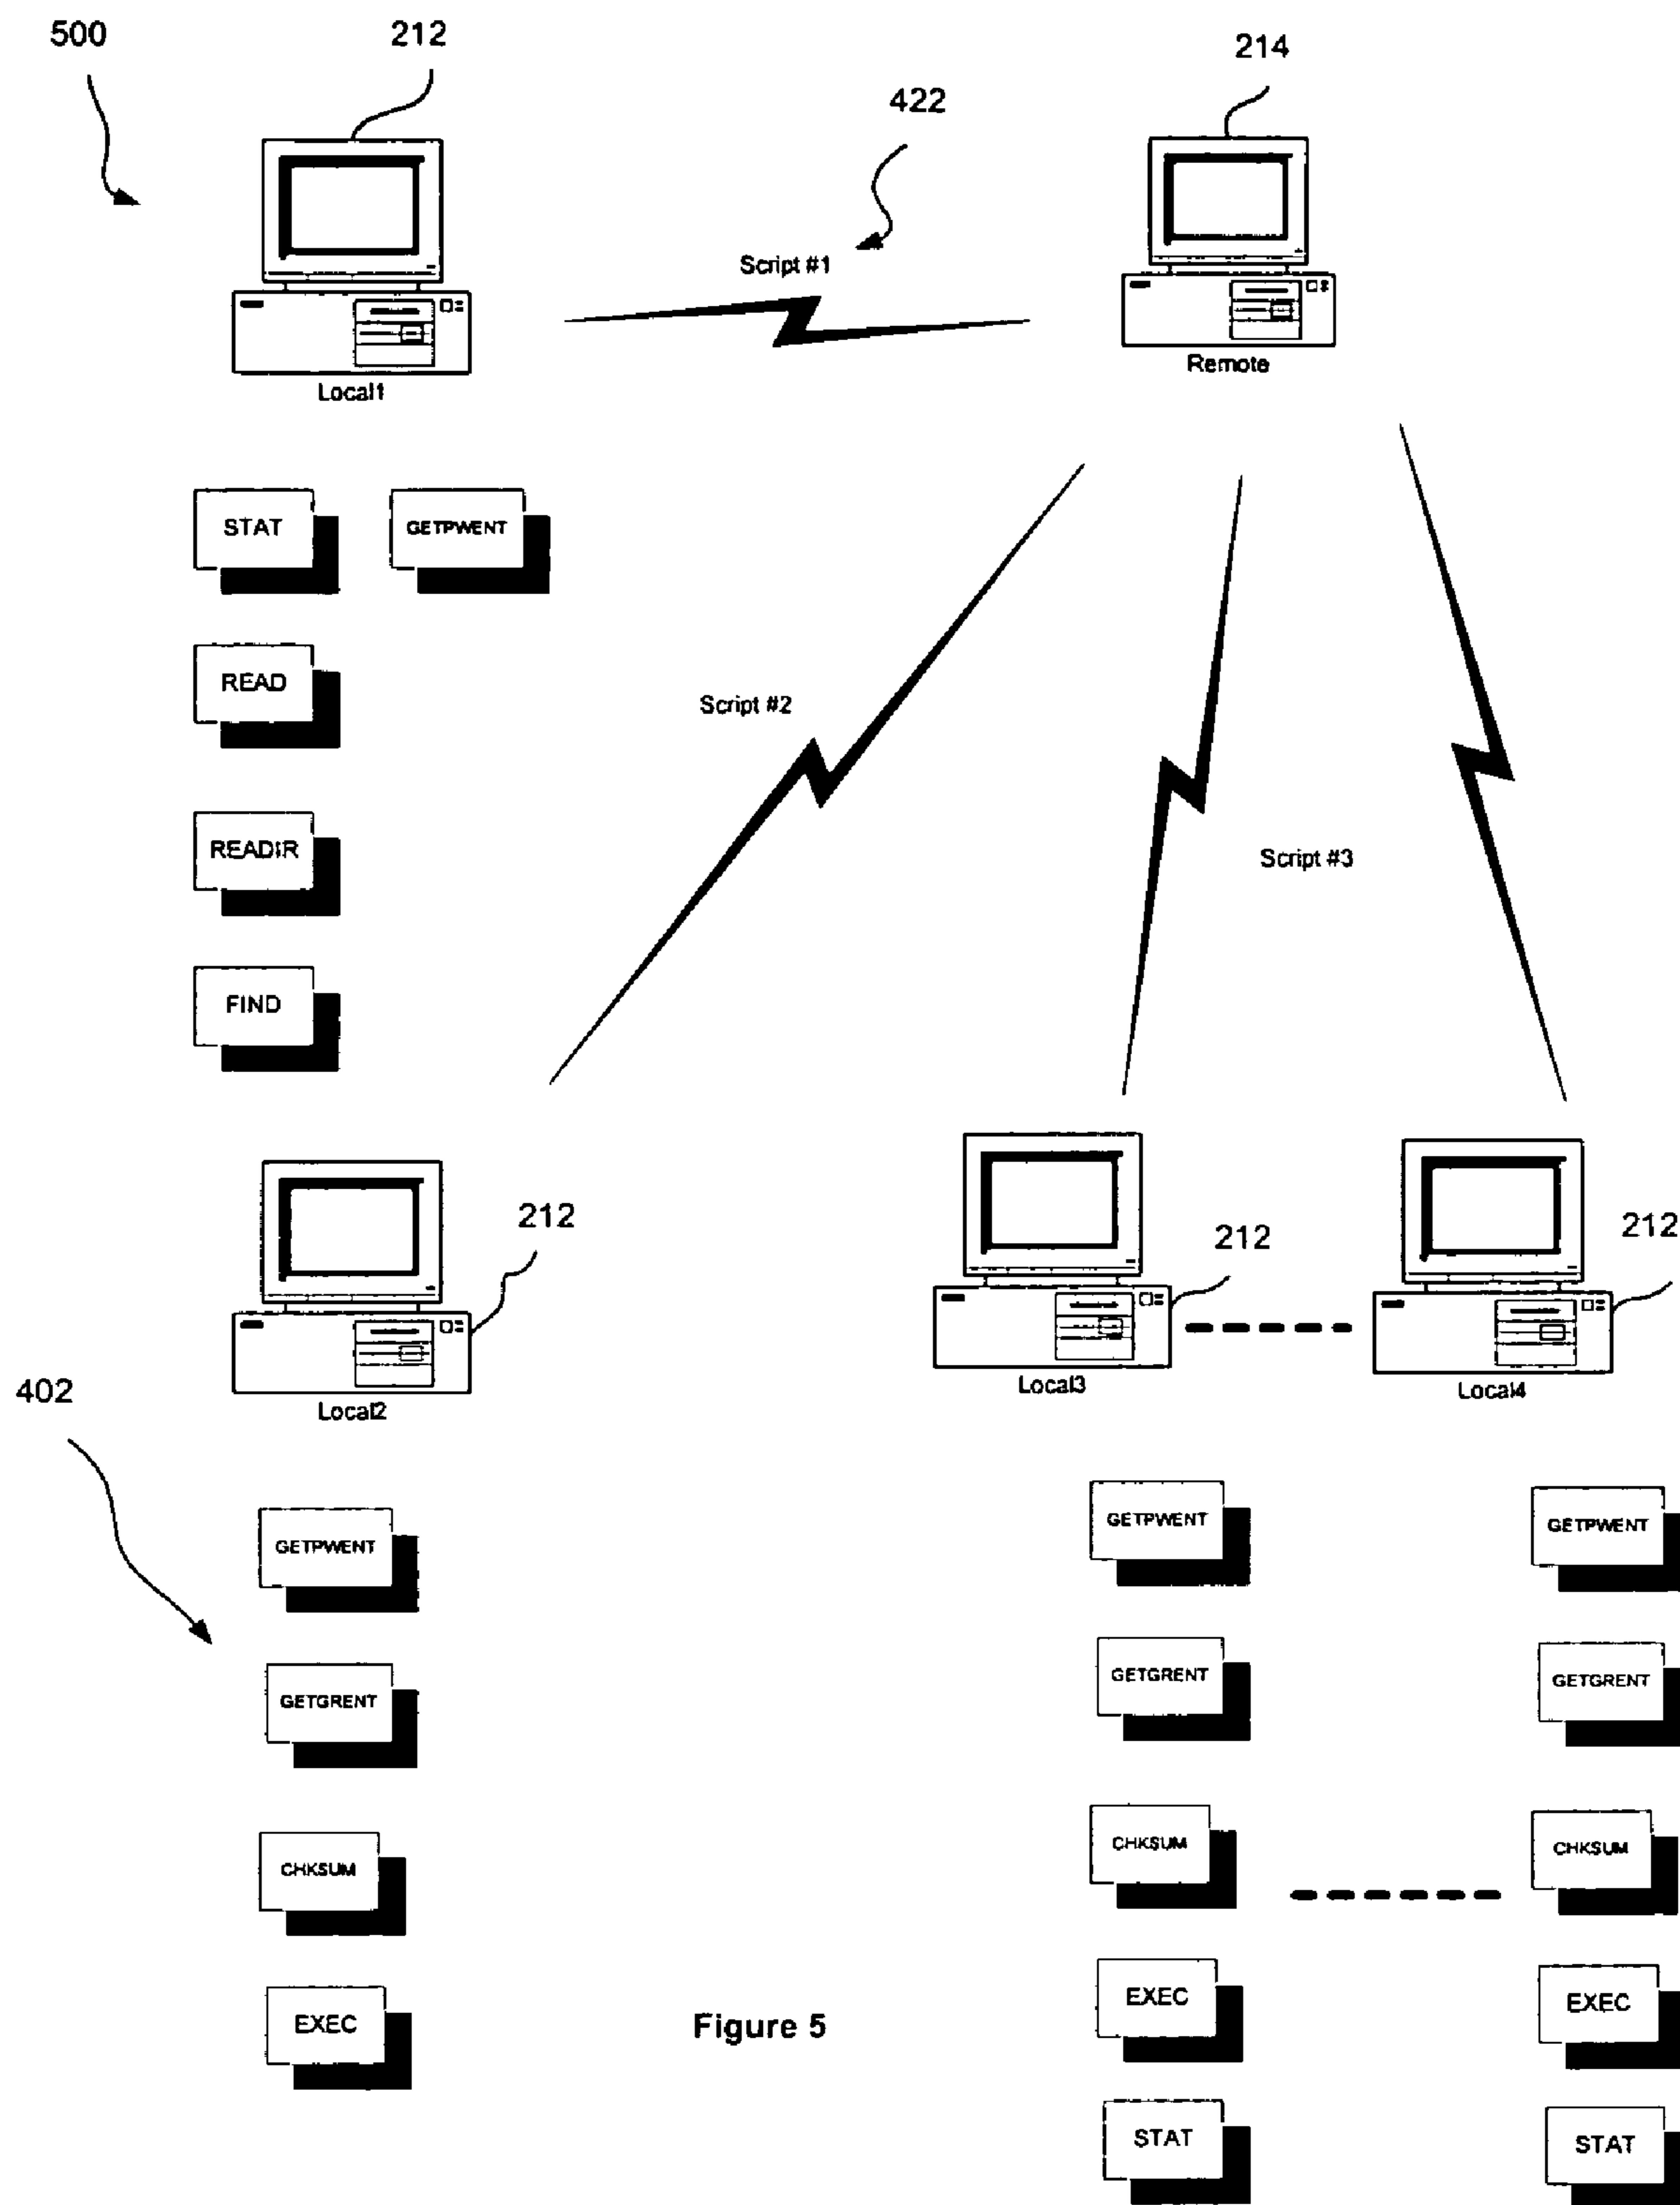 500
212
214
422
Script #1
Local1
Remote
STAT
GETPWENT
READ
Script #2
READIR
Script #3
FIND
212
212
212
402
Local2
Local3
Local4
GETPWENT
GETPWENT
GETPWENT
GETGRENT
GETGRENT
GETGRENT
CHKSUM
CHKSUM
CHKSUM
EXEC
EXEC
EXEC
Figure 5
STAT
STAT